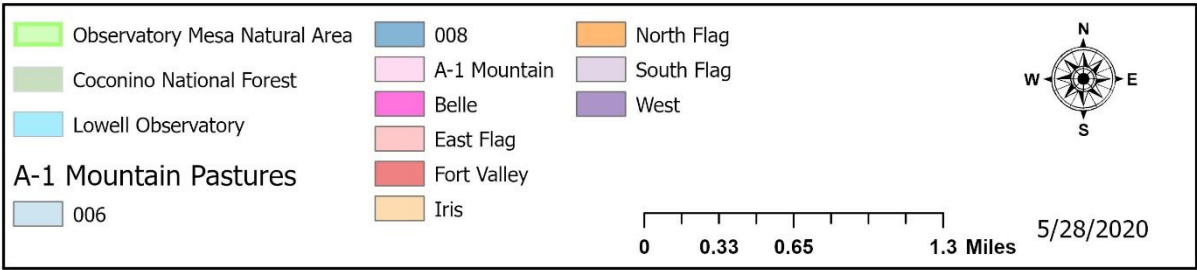 Observatory Mesa Natural Area
Coconino National Forest
Lowell Observatory
A-1 Mountain Pastures
006
008
A-1 Mountain
Belle
East Flag
Fort Valley
Iris
North Flag
South Flag
West
N
W E
S
0 0.33 0.65 1.3 Miles
5/28/2020